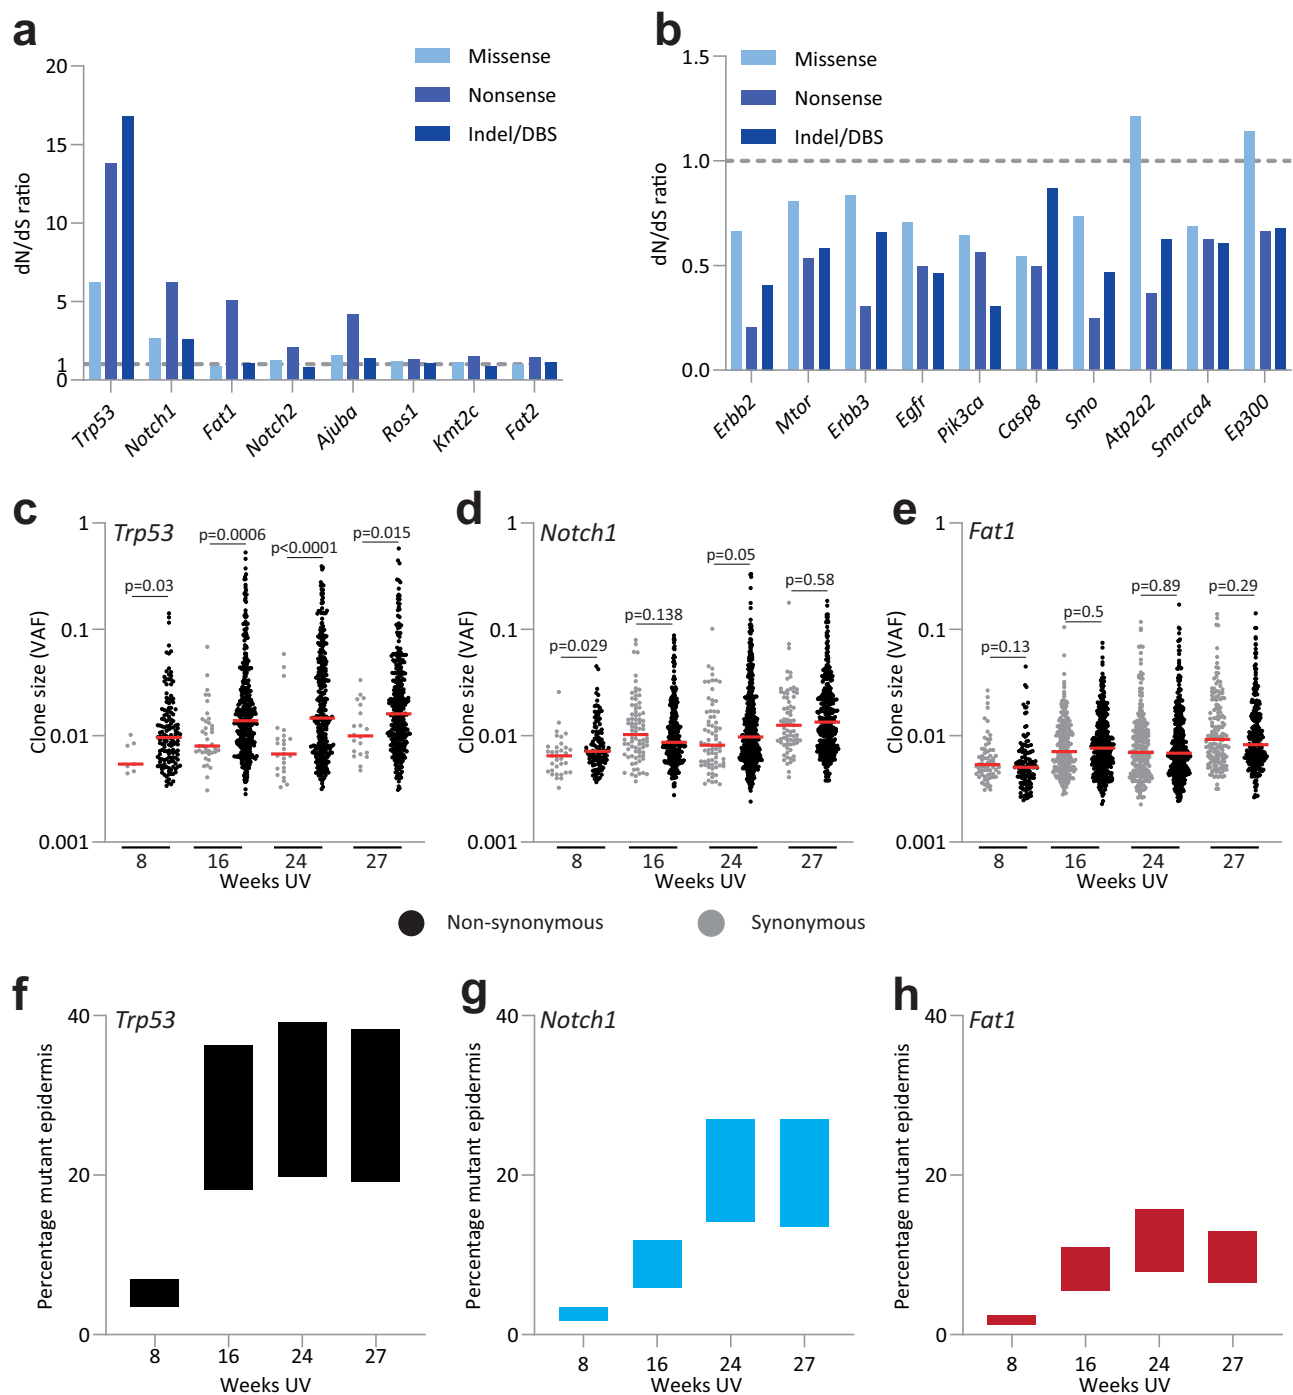 a
20
15
10
5
1
0
dN/dS ratio
Missense
Nonsense
Indel/DBS
Trp53
Notch1
Fat1
Notch2
Ajuba
Ros1
Kmt2c
Fat2
b
1.5
1.0
0.5
0.0
dN/dS ratio
Missense
Nonsense
Indel/DBS
Erbb2
Mtor
Erbb3
Egfr
Pik3ca
Casp8
Smo
Atp2a2
Smarca4
Ep300
c
Trp53
1
0.1
0.01
0.001
Clone size (VAF)
p=0.03
p=0.0006
p<0.0001
p=0.015
8
16
24
27
Weeks UV
d
Notch1
1
0.1
0.01
0.001
Clone size (VAF)
p=0.029
p=0.138
p=0.05
p=0.58
8
16
24
27
Weeks UV
e
Fat1
1
0.1
0.01
0.001
Clone size (VAF)
p=0.13
p=0.5
p=0.89
p=0.29
8
16
24
27
Weeks UV
Non-synonymous
Synonymous
f
Trp53
40
20
0
Percentage mutant epidermis
8
16
24
27
Weeks UV
g
Notch1
40
20
0
Percentage mutant epidermis
8
16
24
27
Weeks UV
h
Fat1
40
20
0
Percentage mutant epidermis
8
16
24
27
Weeks UV